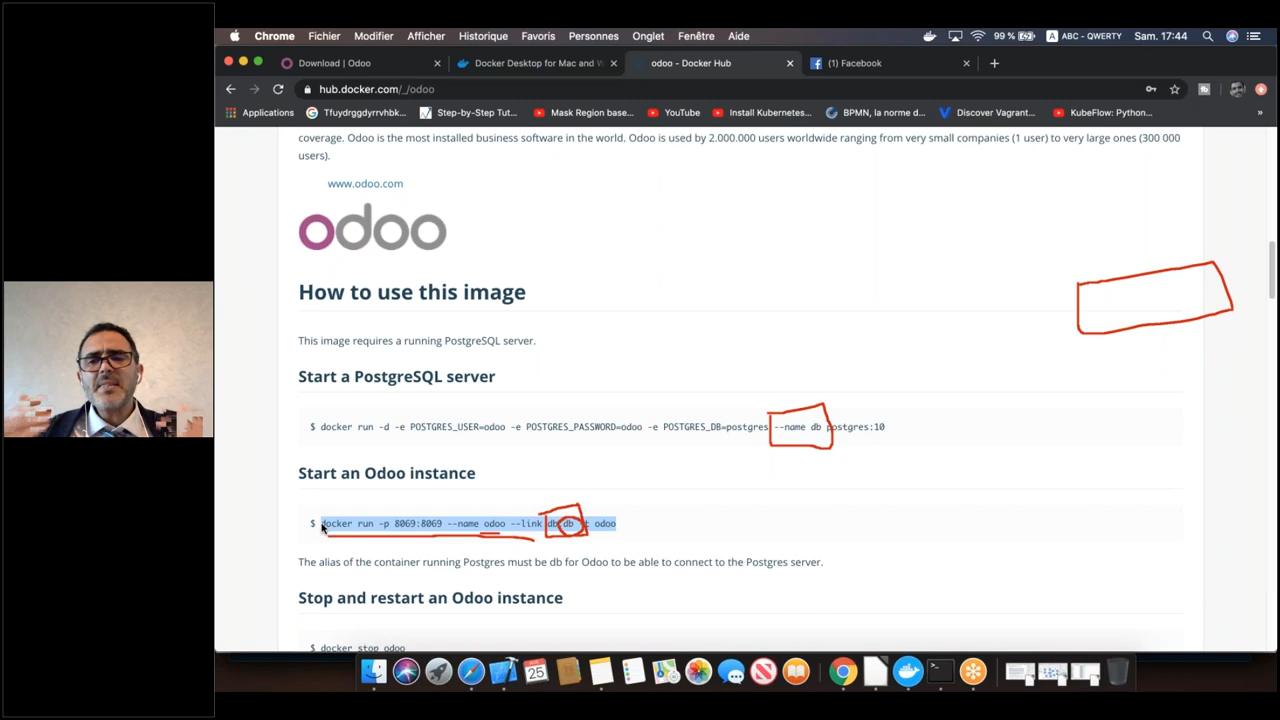 Chrome Fichier Modifier Afficher Historique Favoris Personnes Onglet Fenêtre Aide 99 % A ABC - QWERTY Sam. 17:44
Download | Odoo Docker Desktop for Mac and W odoo - Docker Hub (1) Facebook
hub.docker.com/_/odoo
Applications Tfuydrggdyrrvhbk... Step-by-Step Tut... Mask Region base... YouTube Install Kubernetes... BPMN, la norme d... Discover Vagrant... KubeFlow: Python... »
coverage. Odoo is the most installed business software in the world. Odoo is used by 2.000.000 users worldwide ranging from very small companies (1 user) to very large ones (300 000
users).
www.odoo.com
odoo
How to use this image
This image requires a running PostgreSQL server.
Start a PostgreSQL server
$ docker run -d -e POSTGRES_USER=odoo -e POSTGRES_PASSWORD=odoo -e POSTGRES_DB=postgres --name db postgres:10
Start an Odoo instance
$ docker run -p 8069:8069 --name odoo --link db:db -t odoo
The alias of the container running Postgres must be db for Odoo to be able to connect to the Postgres server.
Stop and restart an Odoo instance
$ docker stop odoo
25